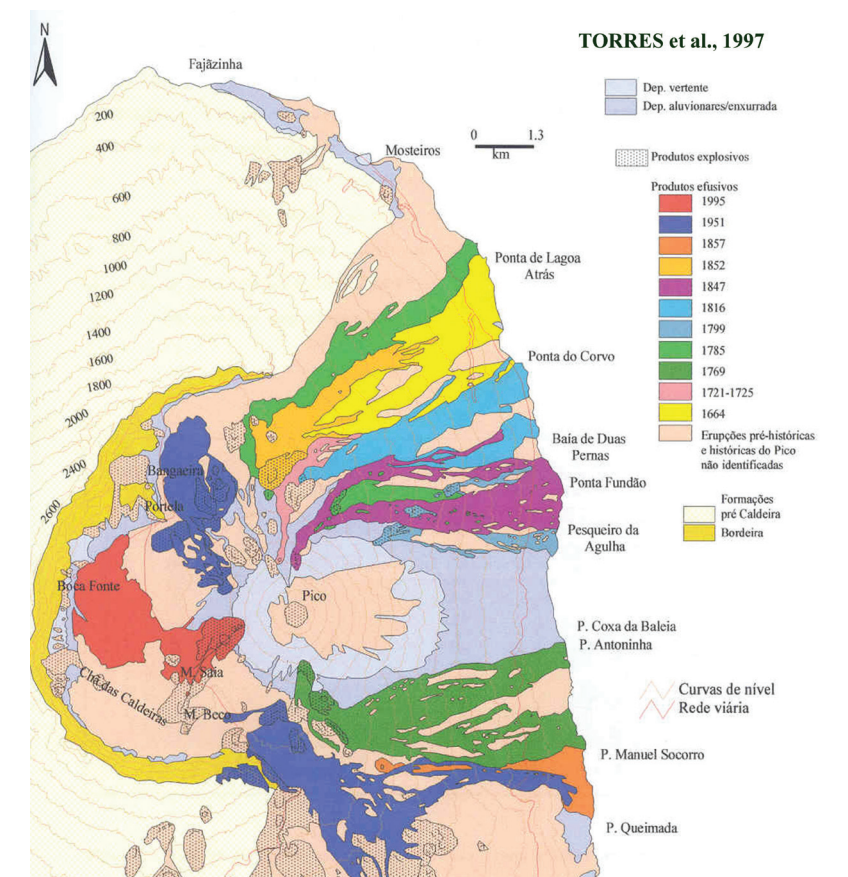 TORRES et al., 1997
N
Fajãzinha
Mosteiros
0 1.3
km
Dep. vertente
Dep. aluvionares/enxurrada
Produtos explosivos
Produtos efusivos
1995
1951
1857
1852
1847
1816
1799
1785
1769
1721-1725
1664
Erupções pré-históricas
e históricas do Pico
não identificadas
Formações
pré Caldeira
Bordeira
200
400
600
800
1000
1200
1400
1600
1800
2000
2400
2600
Ponta de Lagoa
Atrás
Ponta do Corvo
Baía de Duas
Pernas
Ponta Fundão
Pesqueiro da
Agulha
Bangaeira
Portela
Boca Fonte
Pico
P. Coxa da Baleia
P. Antoninha
M. Saia
Chã das Caldeiras
M. Beco
Curvas de nível
Rede viária
P. Manuel Socorro
P. Queimada